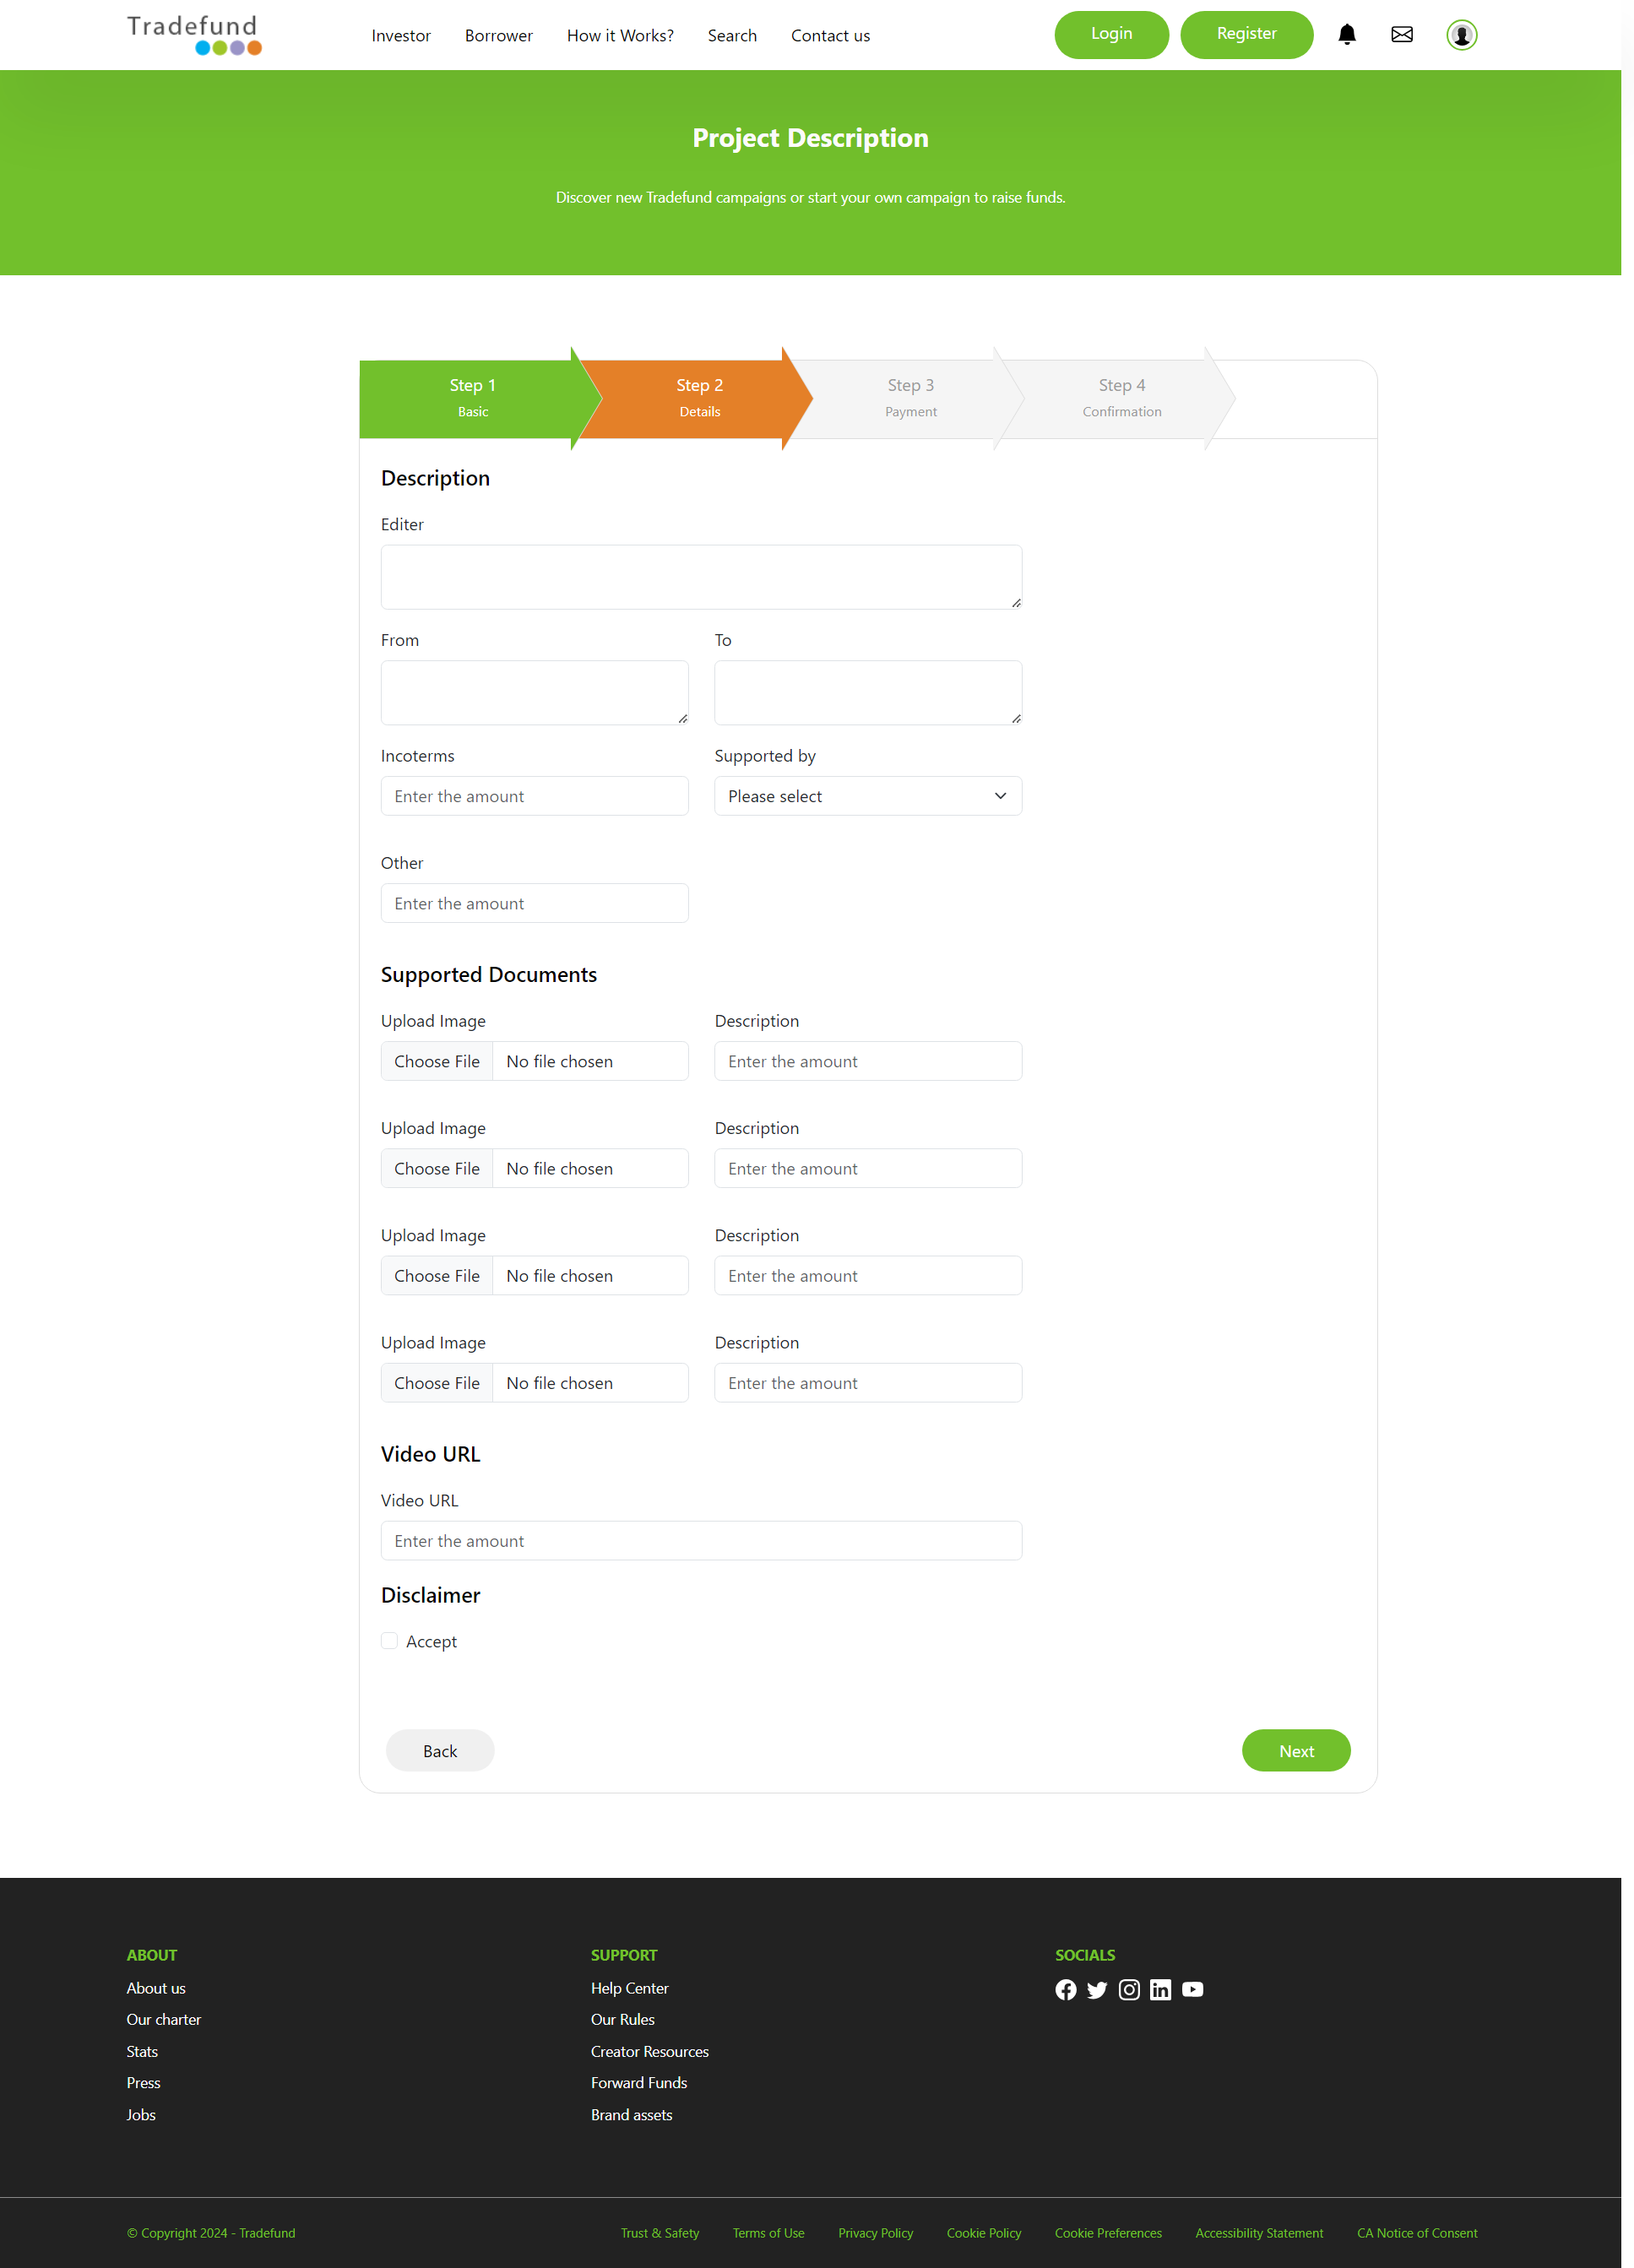 Tradefund
Investor Borrower How it Works? Search Contact us Login Register
Project Description
Discover new Tradefund campaigns or start your own campaign to raise funds.
Step 1 Step 2 Step 3 Step 4
Basic Details Payment Confirmation
Description
Editer
From To
Incoterms Supported by
Enter the amount Please select
Other
Enter the amount
Supported Documents
Upload Image Description
Choose File No file chosen Enter the amount
Upload Image Description
Choose File No file chosen Enter the amount
Upload Image Description
Choose File No file chosen Enter the amount
Upload Image Description
Choose File No file chosen Enter the amount
Video URL
Video URL
Enter the amount
Disclaimer
Accept
Back Next
ABOUT SUPPORT SOCIALS
About us Help Center
Our charter Our Rules
Stats Creator Resources
Press Forward Funds
Jobs Brand assets
© Copyright 2024 - Tradefund Trust & Safety Terms of Use Privacy Policy Cookie Policy Cookie Preferences Accessibility Statement CA Notice of Consent